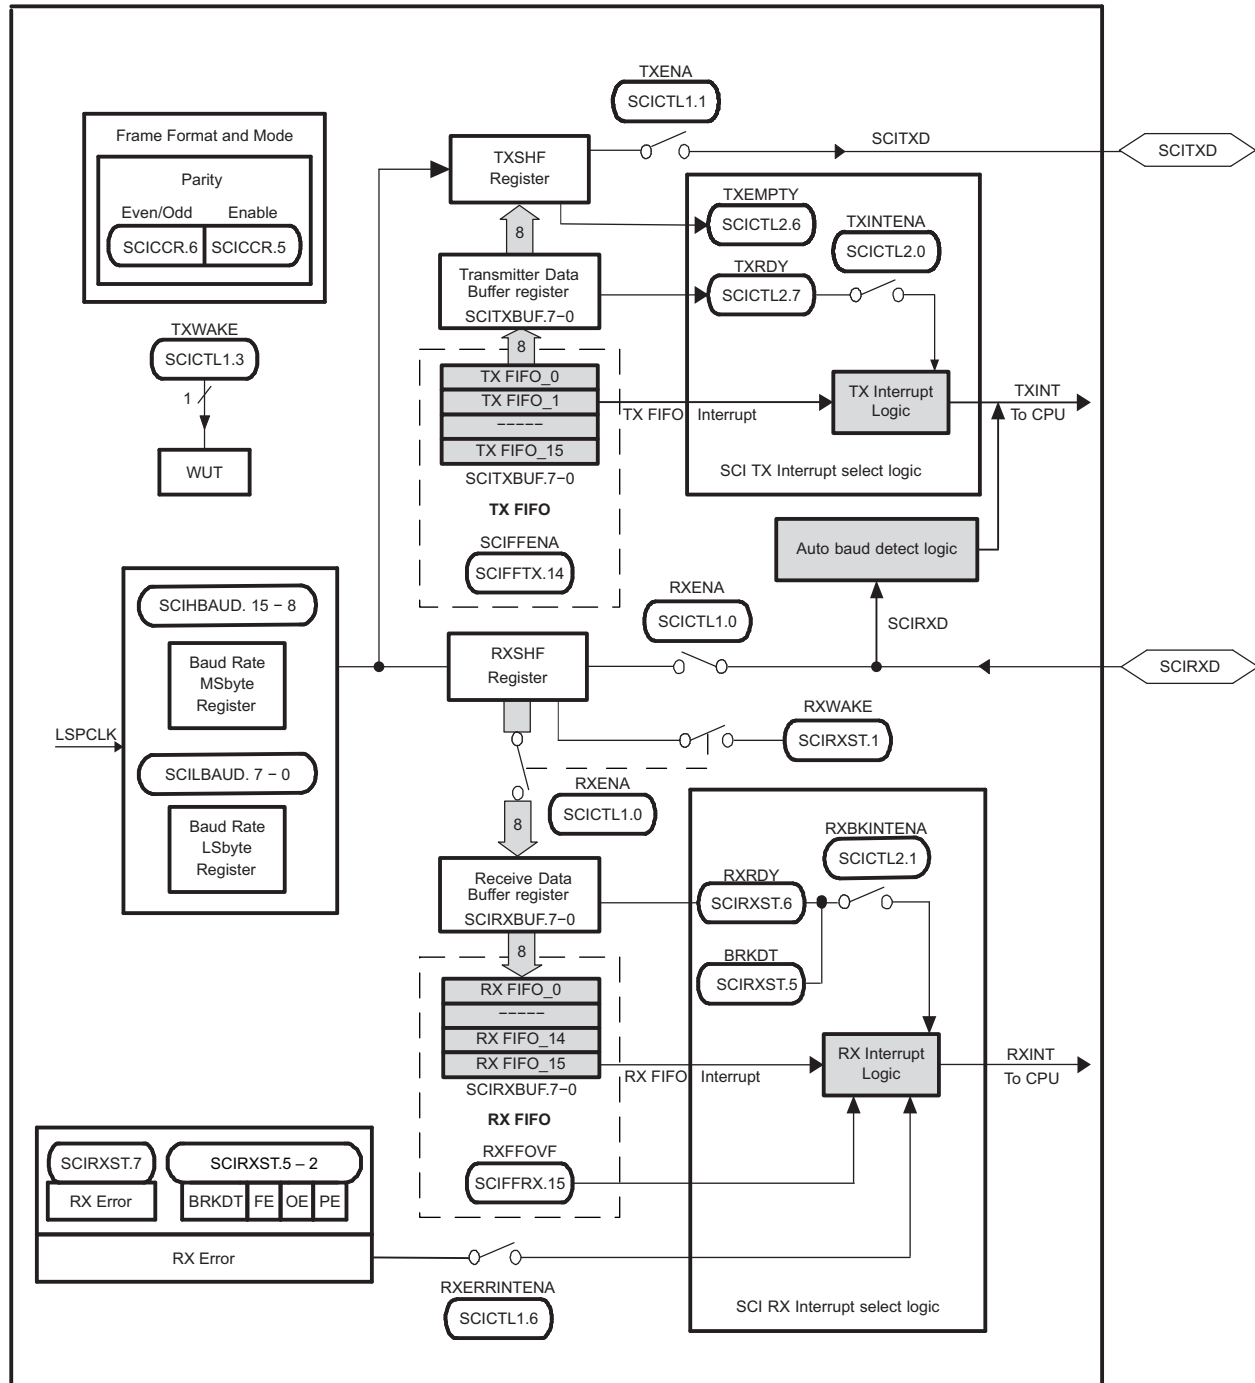 TXENA
SCICTL1.1
Frame Format and Mode
Parity
Even/Odd Enable
SCICCR.6 SCICCR.5
TXSHF
Register
SCITXD
SCITXD
TXEMPTY
SCICTL2.6
TXINTENA
SCICTL2.0
8
Transmitter Data
Buffer register
SCITXBUF.7−0
TXRDY
SCICTL2.7
TXWAKE
SCICTL1.3
1
WUT
8
TX FIFO_0
TX FIFO_1
−−−−−
TX FIFO_15
SCITXBUF.7−0
TX FIFO
SCIFFENA
SCIFFTX.14
TX FIFO Interrupt
TX Interrupt
Logic
TXINT
To CPU
SCI TX Interrupt select logic
Auto baud detect logic
SCIHBAUD. 15 − 8
Baud Rate
MSbyte
Register
LSPCLK
SCILBAUD. 7 − 0
Baud Rate
LSbyte
Register
RXENA
SCICTL1.0
SCIRXD
RXSHF
Register
SCIRXD
RXWAKE
SCIRXST.1
RXENA
SCICTL1.0
8
Receive Data
Buffer register
SCIRXBUF.7−0
RXBKINTENA
SCICTL2.1
RXRDY
SCIRXST.6
BRKDT
SCIRXST.5
8
RX FIFO_0
−−−−−
RX FIFO_14
RX FIFO_15
SCIRXBUF.7−0
RX FIFO
RXFFOVF
SCIFFRX.15
RX FIFO Interrupt
RX Interrupt
Logic
RXINT
To CPU
SCIRXST.7 SCIRXST.5 – 2
RX Error BRKDT FE OE PE
RX Error
RXERRINTENA
SCICTL1.6
SCI RX Interrupt select logic